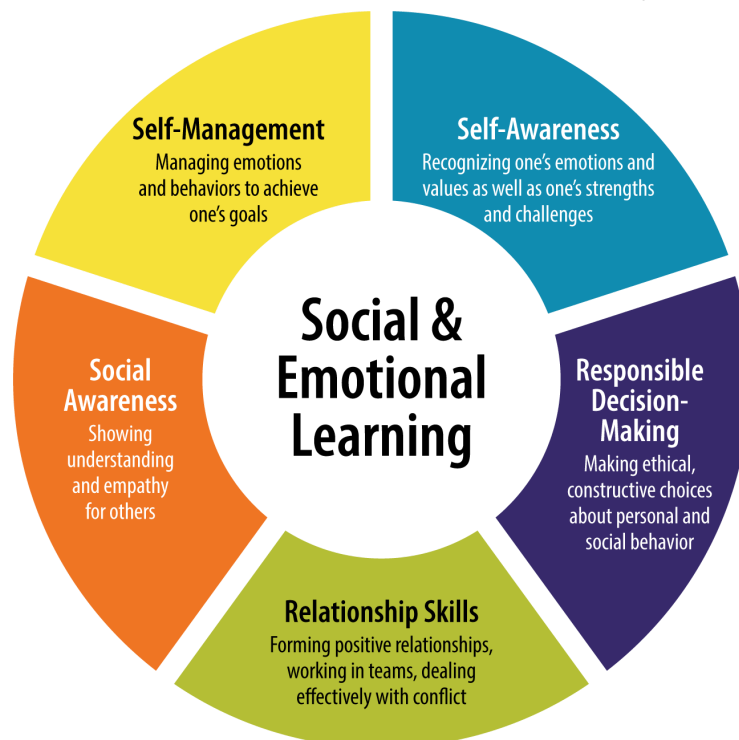 Self-Management
Managing emotions
and behaviors to achieve
one's goals
Self-Awareness
Recognizing one's emotions and
values as well as one's strengths
and challenges
Social &
Emotional
Learning
Social
Awareness
Showing
understanding
and empathy
for others
Responsible
Decision-
Making
Making ethical,
constructive choices
about personal and
social behavior
Relationship Skills
Forming positive relationships,
working in teams, dealing
effectively with conflict